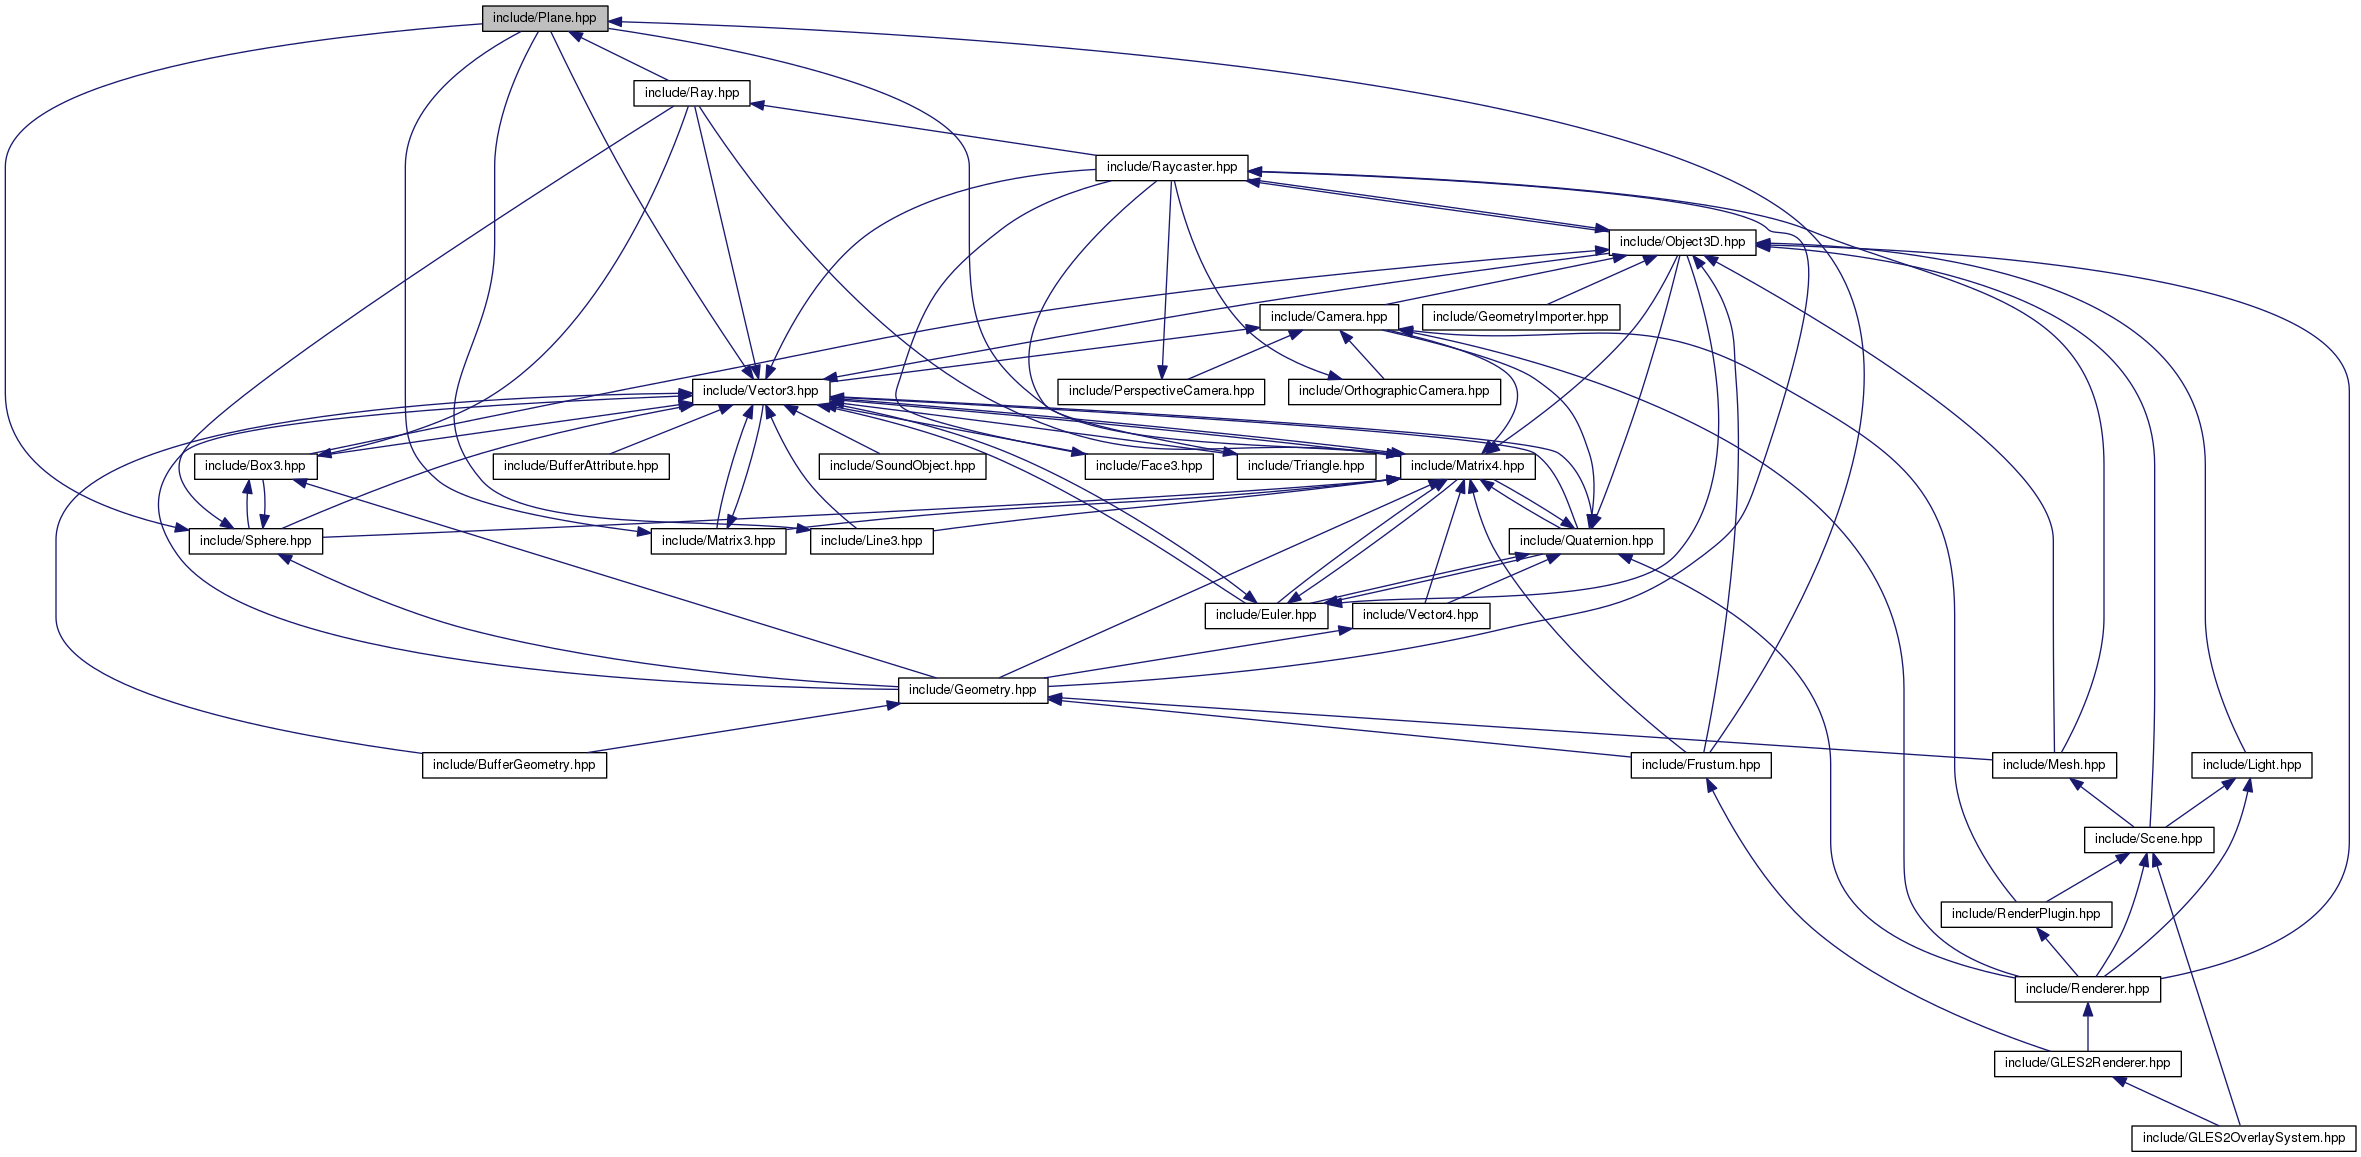 include/Plane.hpp
include/Ray.hpp
include/Raycaster.hpp
include/Object3D.hpp
include/Camera.hpp
include/GeometryImporter.hpp
include/Vector3.hpp
include/PerspectiveCamera.hpp
include/OrthographicCamera.hpp
include/Box3.hpp
include/BufferAttribute.hpp
include/SoundObject.hpp
include/Face3.hpp
include/Triangle.hpp
include/Matrix4.hpp
include/Sphere.hpp
include/Matrix3.hpp
include/Line3.hpp
include/Quaternion.hpp
include/Euler.hpp
include/Vector4.hpp
include/Geometry.hpp
include/BufferGeometry.hpp
include/Frustum.hpp
include/Mesh.hpp
include/Light.hpp
include/Scene.hpp
include/RenderPlugin.hpp
include/Renderer.hpp
include/GLES2Renderer.hpp
include/GLES2OverlaySystem.hpp